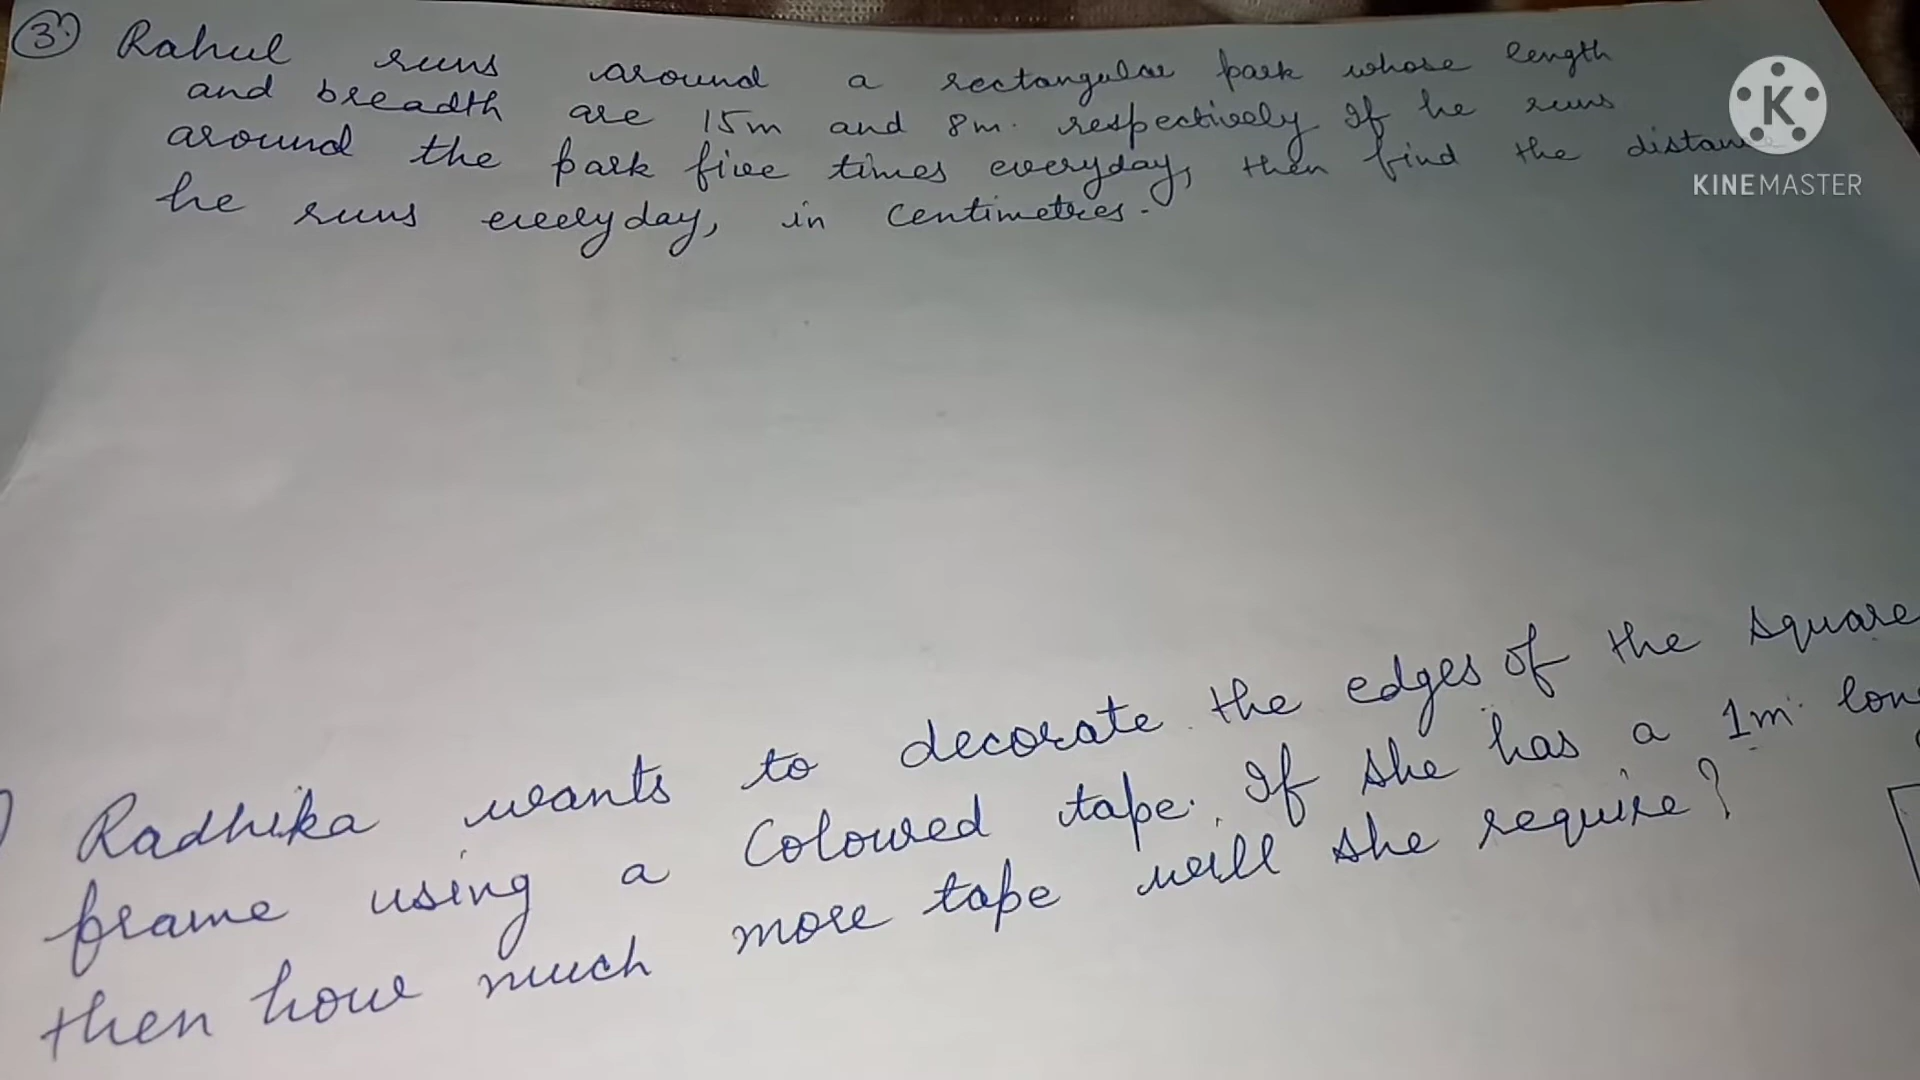 3. Rahul runs around a rectangular park whose length
and breadth are 15m and 8m. respectively If he runs
around the park five times everyday, then find the distance
he runs everyday, in centimetres.
K
KINEMASTER
Radhika wants to decorate the edges of the square
frame using a coloured tape. If she has a 1m. long
then how much more tape will she require?